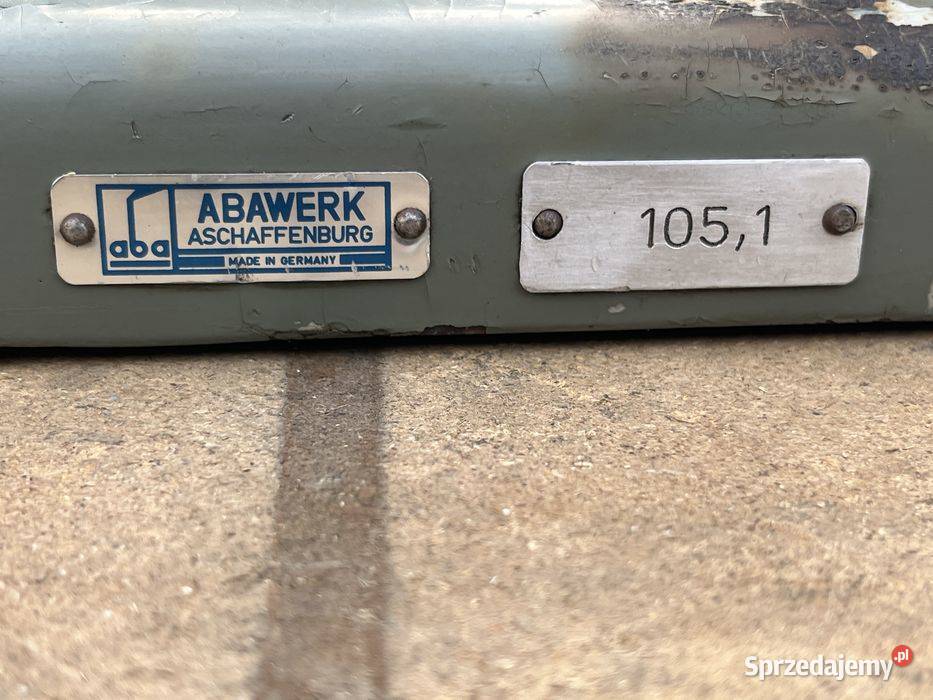 aba
ABAWERK
ASCHAFFENBURG
MADE IN GERMANY
105,1
Sprzedajemy.pl